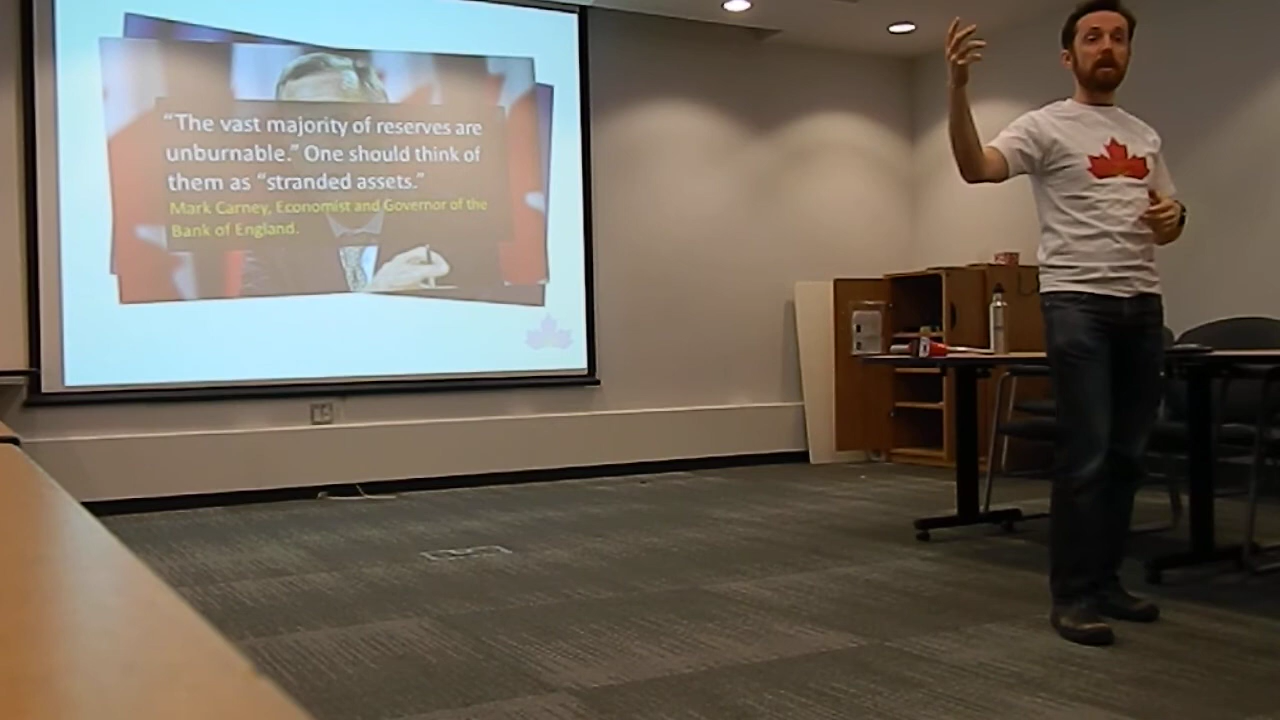 “The vast majority of reserves are
unburnable.” One should think of
them as “stranded assets.”
Mark Carney, Economist and Governor of the
Bank of England.